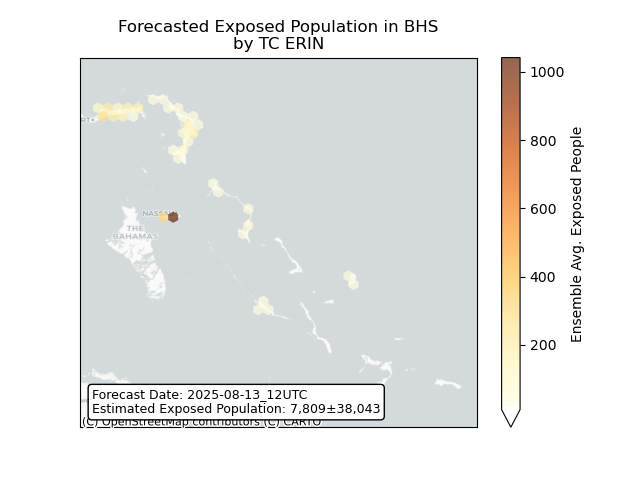 Forecasted Exposed Population in BHS
by TC ERIN
1000
800
600
400
200
Ensemble Avg. Exposed People
THE
BAHAMAS
Forecast Date: 2025-08-13_12UTC
Estimated Exposed Population: 7,809±38,043
(C) OpenStreetMap contributors (C) CARTO